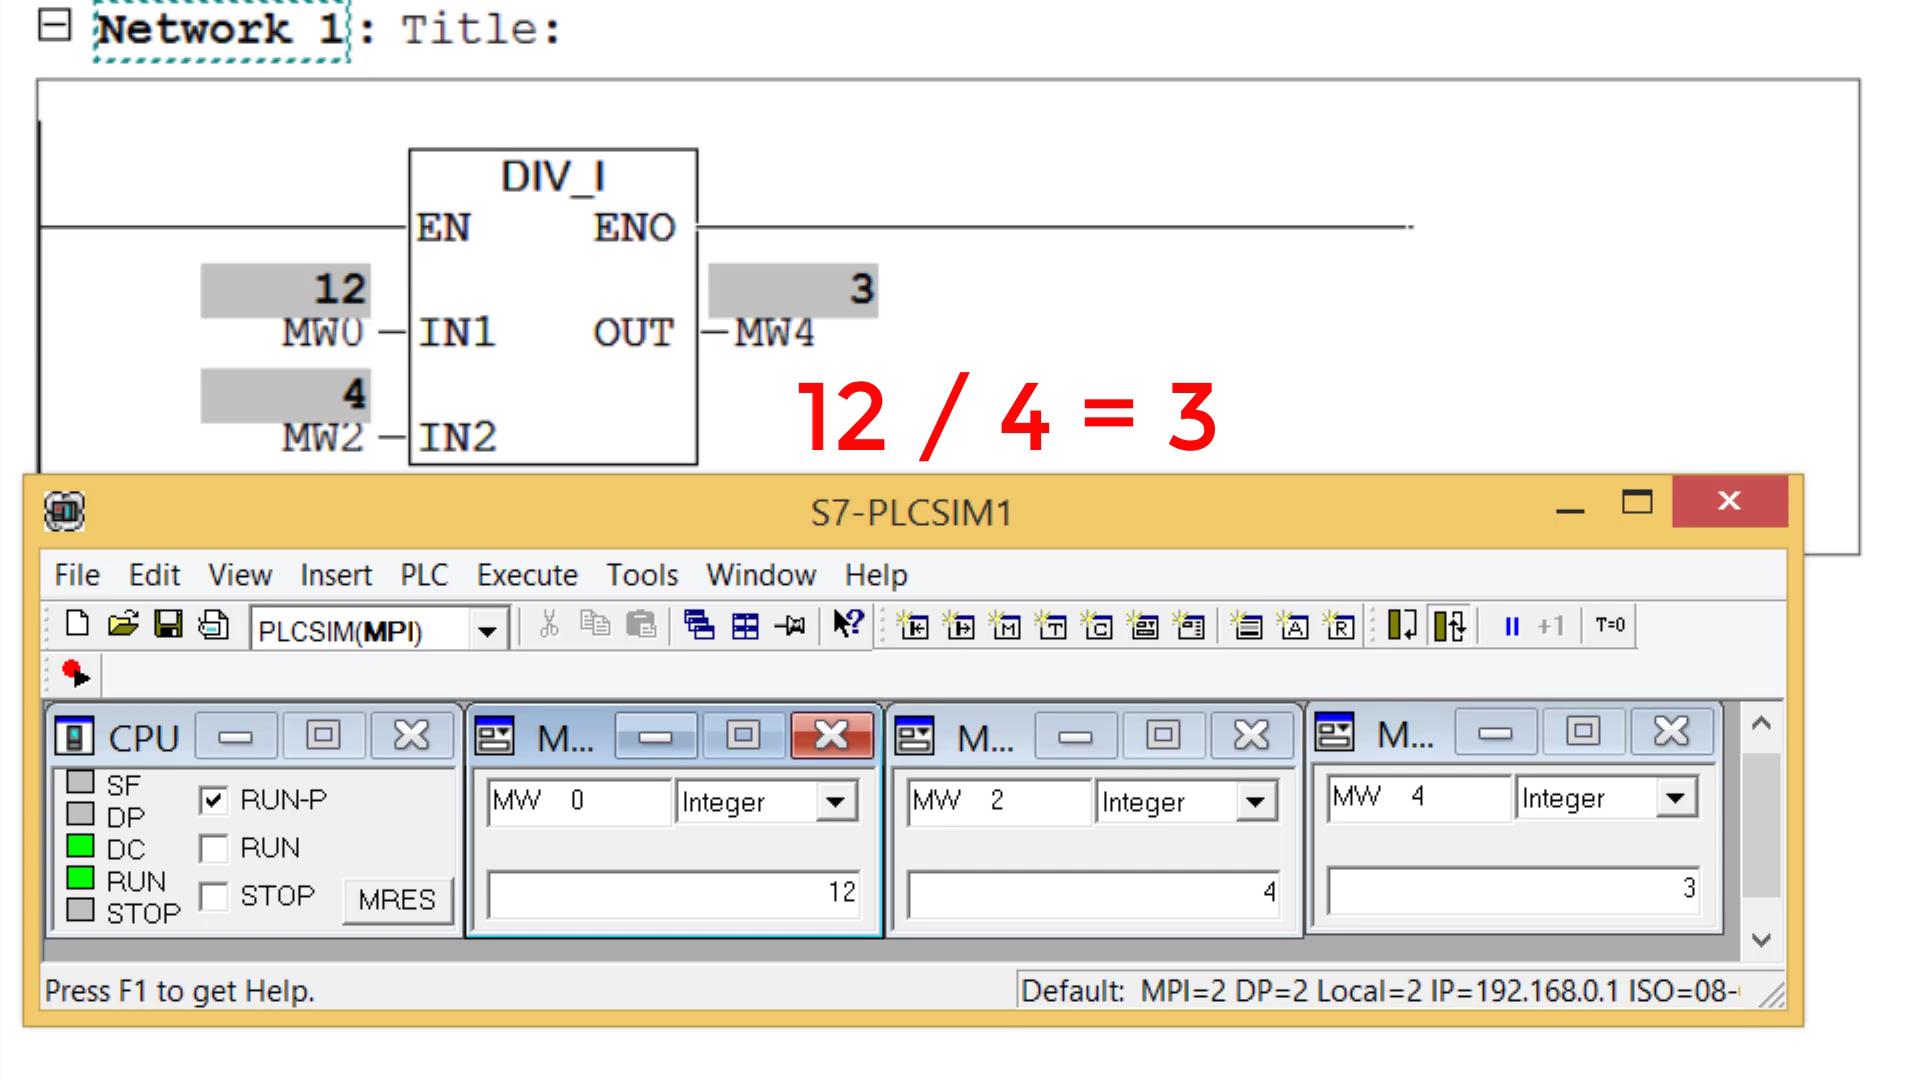 Network 1: Title:
DIV_I
EN ENO
12 3
MW0 IN1 OUT MW4
4
MW2 IN2
12 / 4 = 3
S7-PLCSIM1
File Edit View Insert PLC Execute Tools Window Help
PLCSIM(MPI) +1 T=0
CPU M... M... M...
SF
DP
DC
RUN
STOP
RUN-P
RUN
STOP MRES
MW 0 Integer
12
MW 2 Integer
4
MW 4 Integer
3
Press F1 to get Help. Default: MPI=2 DP=2 Local=2 IP=192.168.0.1 ISO=08-